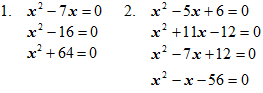 1. x² – 7x = 0
x² – 16 = 0
x² + 64 = 0
2. x² – 5x + 6 = 0
x² + 11x – 12 = 0
x² – 7x + 12 = 0
x² – x – 56 = 0